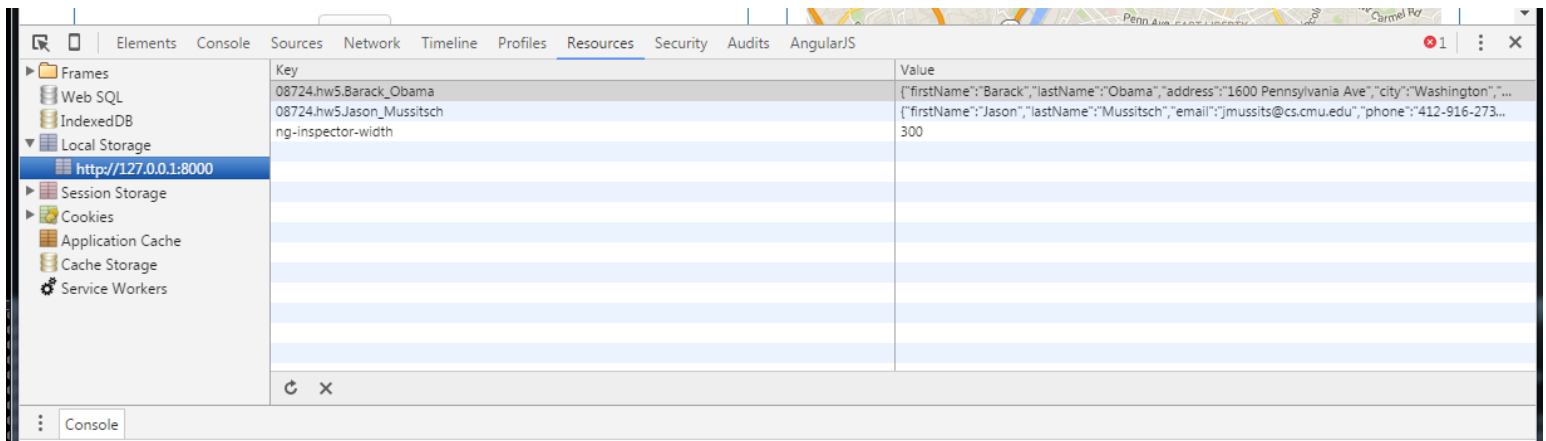 Penn Ave EAST LIBERTY Carmel Rd
Elements Console Sources Network Timeline Profiles Resources Security Audits AngularJS 1
Frames
Web SQL
IndexedDB
Local Storage
http://127.0.0.1:8000
Session Storage
Cookies
Application Cache
Cache Storage
Service Workers
Key Value
08724.hw5.Barack_Obama {"firstName":"Barack","lastName":"Obama","address":"1600 Pennsylvania Ave","city":"Washington","...
08724.hw5.Jason_Mussitsch {"firstName":"Jason","lastName":"Mussitsch","email":"jmussits@cs.cmu.edu","phone":"412-916-273...
ng-inspector-width 300
Console